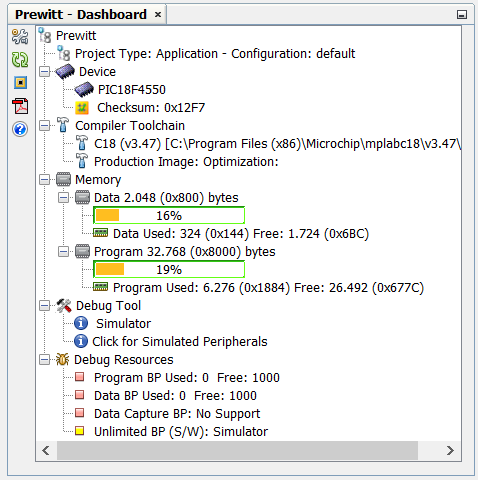 Prewitt - Dashboard ×
Prewitt
Project Type: Application - Configuration: default
Device
PIC18F4550
Checksum: 0x12F7
Compiler Toolchain
C18 (v3.47) [C:\Program Files (x86)\Microchip\mplabc18\v3.47\
Production Image: Optimization:
Memory
Data 2.048 (0x800) bytes
16%
Data Used: 324 (0x144) Free: 1.724 (0x6BC)
Program 32.768 (0x8000) bytes
19%
Program Used: 6.276 (0x1884) Free: 26.492 (0x677C)
Debug Tool
Simulator
Click for Simulated Peripherals
Debug Resources
Program BP Used: 0 Free: 1000
Data BP Used: 0 Free: 1000
Data Capture BP: No Support
Unlimited BP (S/W): Simulator